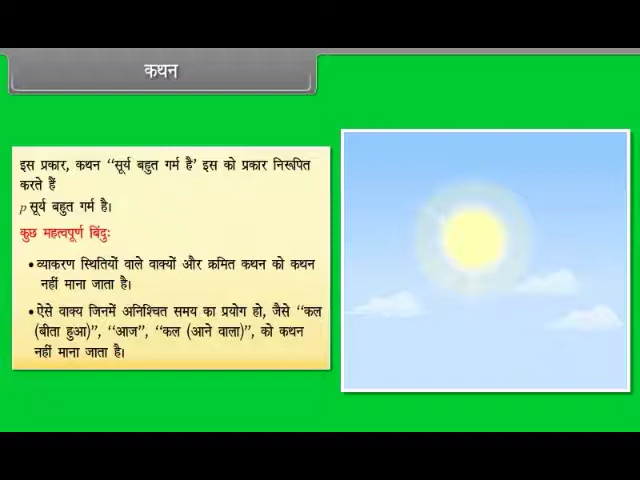 कथन
इस प्रकार, कथन “सूर्य बहुत गर्म है’ इस को प्रकार निरूपित
करते हैं
p सूर्य बहुत गर्म है।
कुछ महत्वपूर्ण बिंदुः
• व्याकरण स्थितियों वाले वाक्यों और क्रमित कथन को कथन
नहीं माना जाता है।
• ऐसे वाक्य जिनमें अनिश्चित समय का प्रयोग हो, जैसे “कल
(बीता हुआ)”, “आज”, “कल (आने वाला)”, को कथन
नहीं माना जाता है।